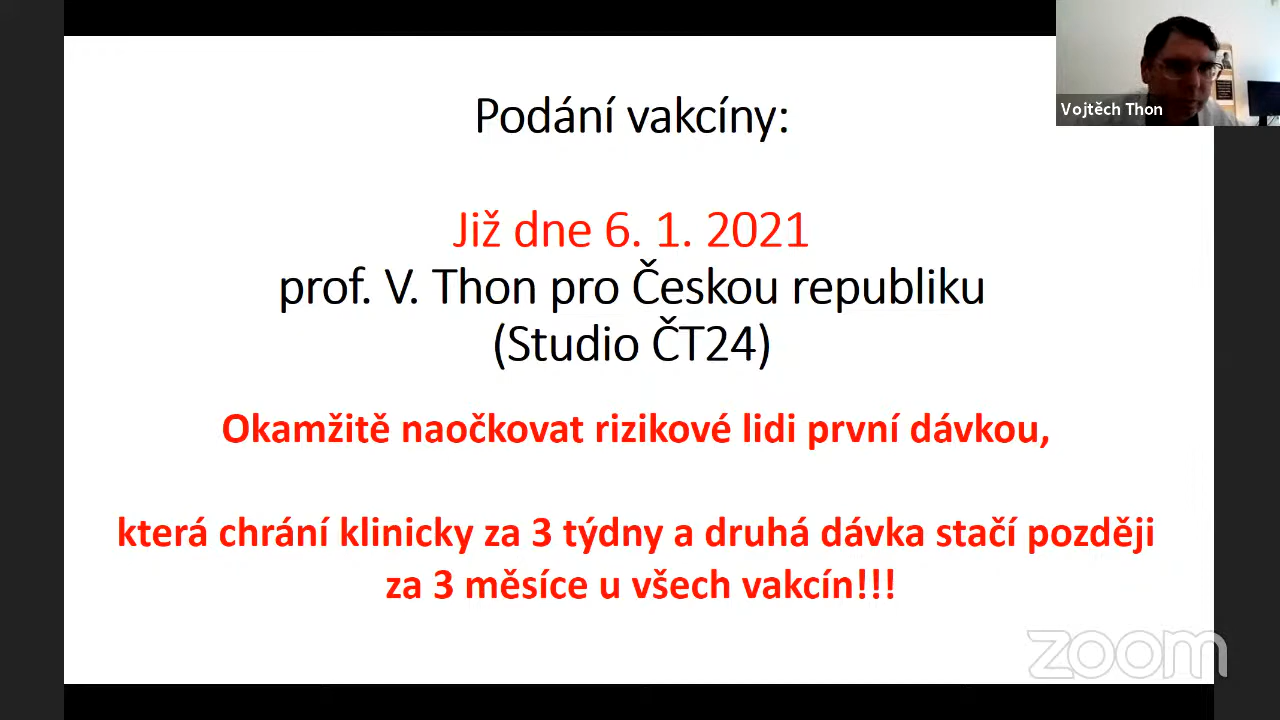 Podání vakcíny:
Již dne 6. 1. 2021
prof. V. Thon pro Českou republiku
(Studio ČT24)
Okamžitě naočkovat rizikové lidi první dávkou,
která chrání klinicky za 3 týdny a druhá dávka stačí později
za 3 měsíce u všech vakcín!!!
Vojtěch Thon
zoom